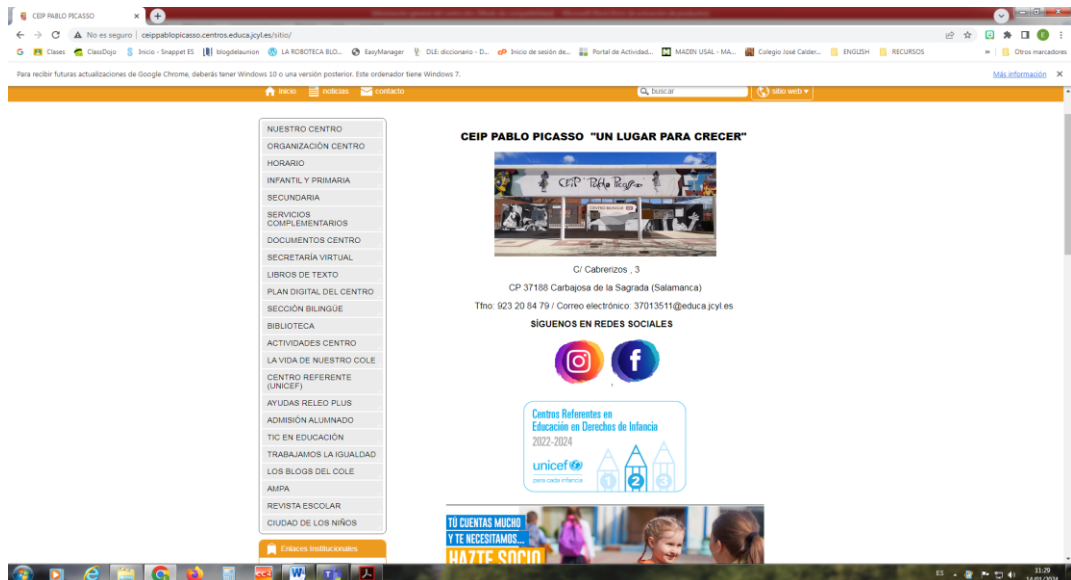 CEIP PABLO PICASSO
No es seguro | ceippablopicasso.centros.educa.jcyl.es/sitio/
Clases ClassDojo Inicio - Snappet ES blogdelaunion LA ROBOTECA BLO... EasyManager DLE: diccionario - D... Inicio de sesión de... Portal de Actividad... MADIN USAL - MA... Colegio José Calder... ENGLISH RECURSOS » Otros marcadores
Para recibir futuras actualizaciones de Google Chrome, deberás tener Windows 10 o una versión posterior. Este ordenador tiene Windows 7. Más información
inicio noticias contacto buscar sitio web
NUESTRO CENTRO
ORGANIZACIÓN CENTRO
HORARIO
INFANTIL Y PRIMARIA
SECUNDARIA
SERVICIOS
COMPLEMENTARIOS
DOCUMENTOS CENTRO
SECRETARÍA VIRTUAL
LIBROS DE TEXTO
PLAN DIGITAL DEL CENTRO
SECCIÓN BILINGÜE
BIBLIOTECA
ACTIVIDADES CENTRO
LA VIDA DE NUESTRO COLE
CENTRO REFERENTE
(UNICEF)
AYUDAS RELEO PLUS
ADMISIÓN ALUMNADO
TIC EN EDUCACIÓN
TRABAJAMOS LA IGUALDAD
LOS BLOGS DEL COLE
AMPA
REVISTA ESCOLAR
CIUDAD DE LOS NIÑOS
Enlaces Institucionales
CEIP PABLO PICASSO "UN LUGAR PARA CRECER"
CEIP Pablo Picasso
CENTRO BILINGÜE
C/ Cabrerizos , 3
CP 37188 Carbajosa de la Sagrada (Salamanca)
Tfno: 923 20 84 79 / Correo electrónico: 37013511@educa.jcyl.es
SÍGUENOS EN REDES SOCIALES
Centros Referentes en
Educación en Derechos de Infancia
2022-2024
unicef
para cada infancia
1 2 3
TÚ CUENTAS MUCHO
Y TE NECESITAMOS...
HAZTE SOCIO
ES 11:29
14/01/2024